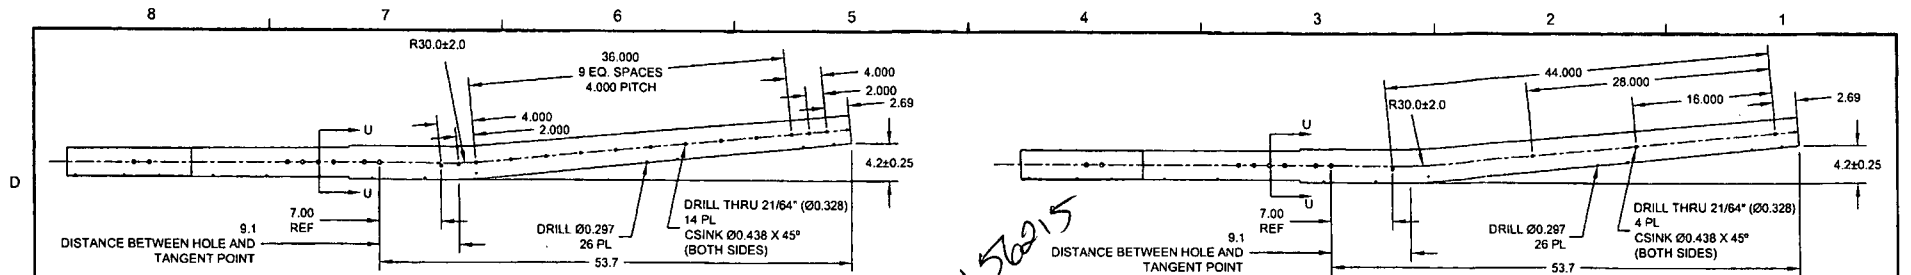 8 7 6 5 4 3 2 1
D
R30.0±2.0
36.000
9 EQ. SPACES
4.000 PITCH
4.000
2.000
2.69
4.000
2.000
U
U
4.2±0.25
7.00
REF
9.1
DISTANCE BETWEEN HOLE AND
TANGENT POINT
DRILL Ø0.297
26 PL
DRILL THRU 21/64" (Ø0.328)
14 PL
CSINK Ø0.438 X 45°
(BOTH SIDES)
53.7
56215
44.000
28.000
16.000
2.69
R30.0±2.0
U
U
4.2±0.25
7.00
REF
9.1
DISTANCE BETWEEN HOLE AND
TANGENT POINT
DRILL Ø0.297
26 PL
DRILL THRU 21/64" (Ø0.328)
4 PL
CSINK Ø0.438 X 45°
(BOTH SIDES)
53.7